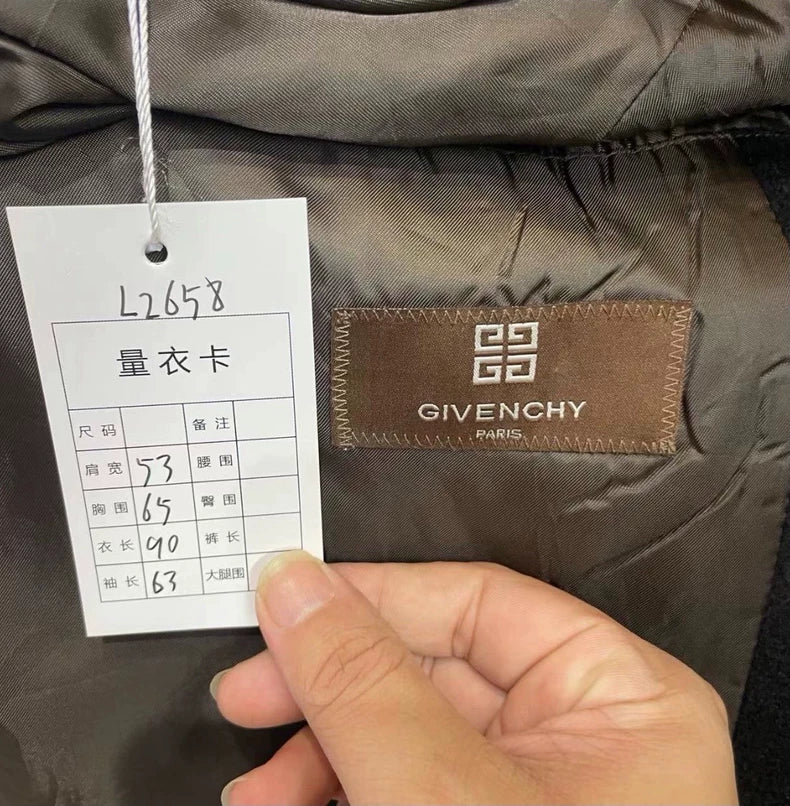 L2658
量衣卡
尺码 备注
肩宽 53 腰围
胸围 65 臀围
衣长 90 裤长
袖长 63 大腿围
GIVENCHY
PARIS